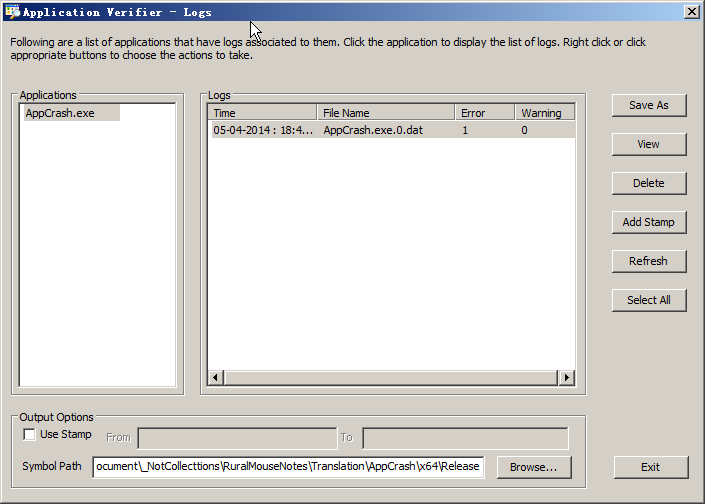 Application Verifier - Logs
Following are a list of applications that have logs associated to them. Click the application to display the list of logs. Right click or click
appropriate buttons to choose the actions to take.
Applications
AppCrash.exe
Logs
Time File Name Error Warning
05-04-2014 : 18:4... AppCrash.exe.0.dat 1 0
Save As
View
Delete
Add Stamp
Refresh
Select All
Output Options
Use Stamp From To
Symbol Path ocument\_NotCollecttions\RuralMouseNotes\Translation\AppCrash\x64\Release Browse... Exit